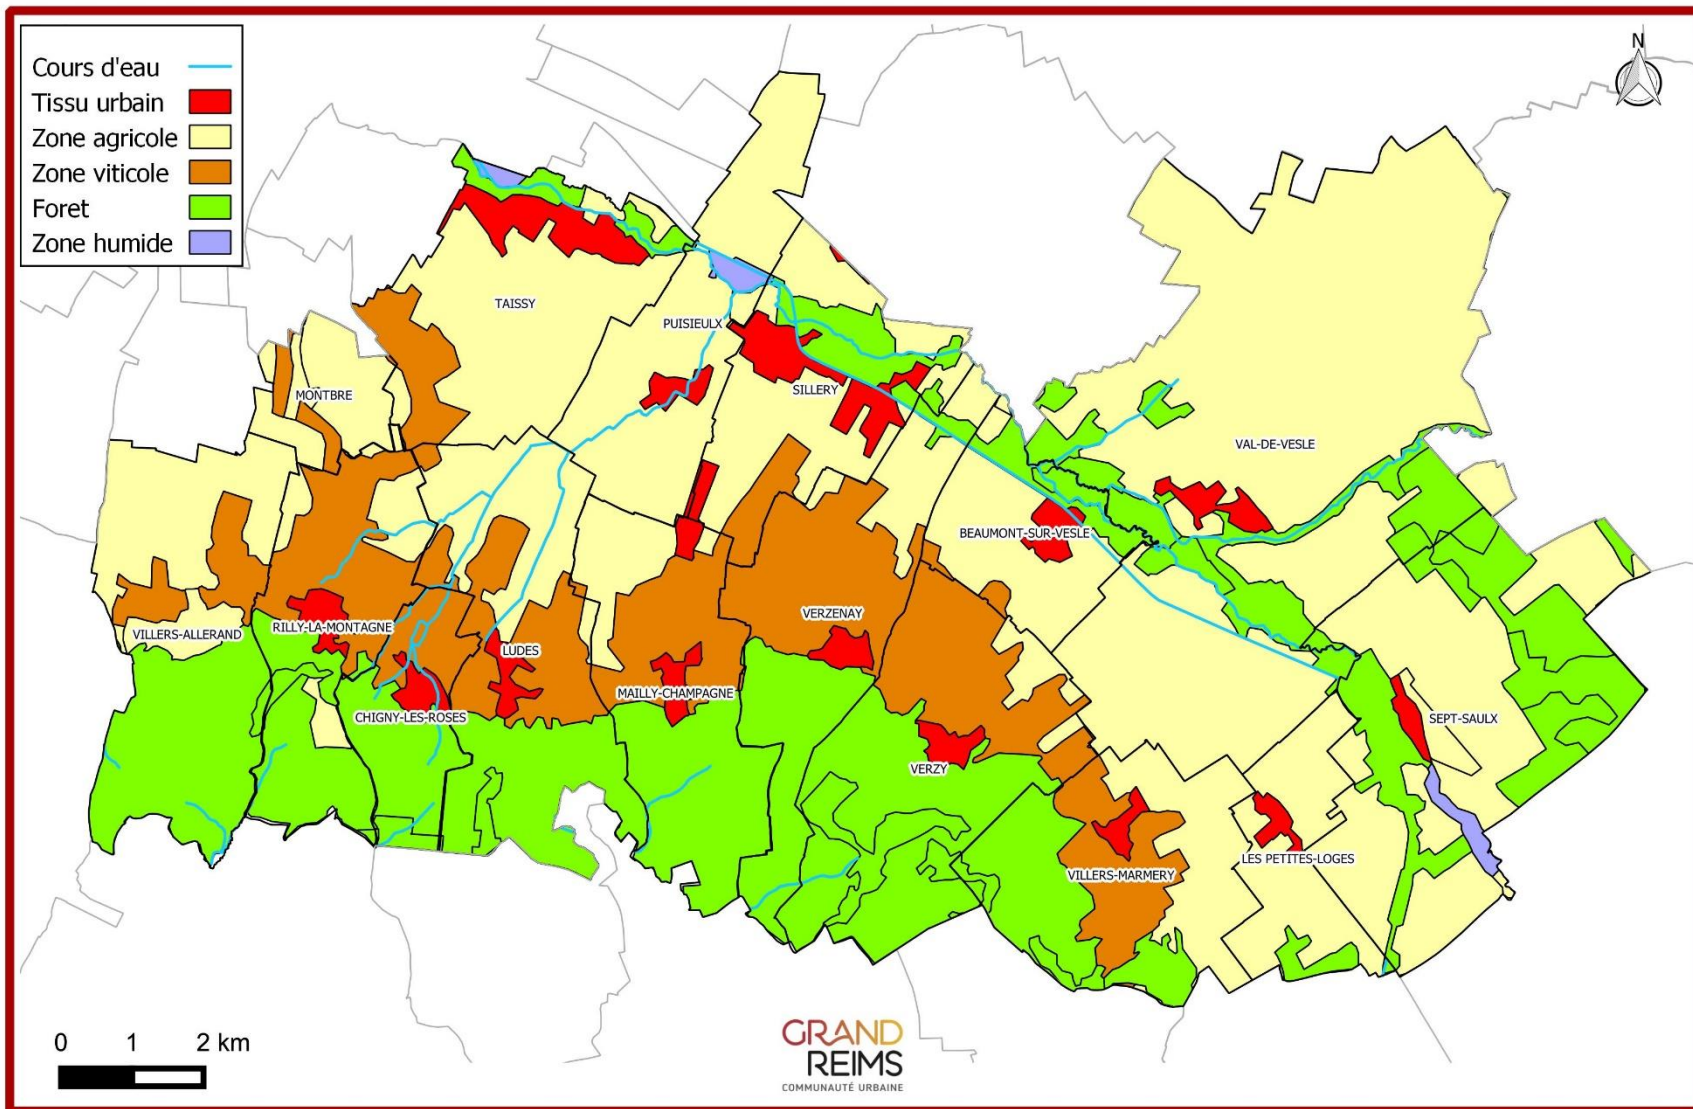 Cours d'eau
Tissu urbain
Zone agricole
Zone viticole
Foret
Zone humide
N
TAISSY
PUISIEULX
MONTBRE
SILLERY
VAL-DE-VESLE
BEAUMONT-SUR-VESLE
VERZENAY
RILLY-LA-MONTAGNE
VILLERS-ALLERAND
LUDES
MAILLY-CHAMPAGNE
CHIGNY-LES-ROSES
SEPT-SAULX
VERZY
LES PETITES-LOGES
VILLERS-MARMERY
0 1 2 km
GRAND
REIMS
COMMUNAUTÉ URBAINE